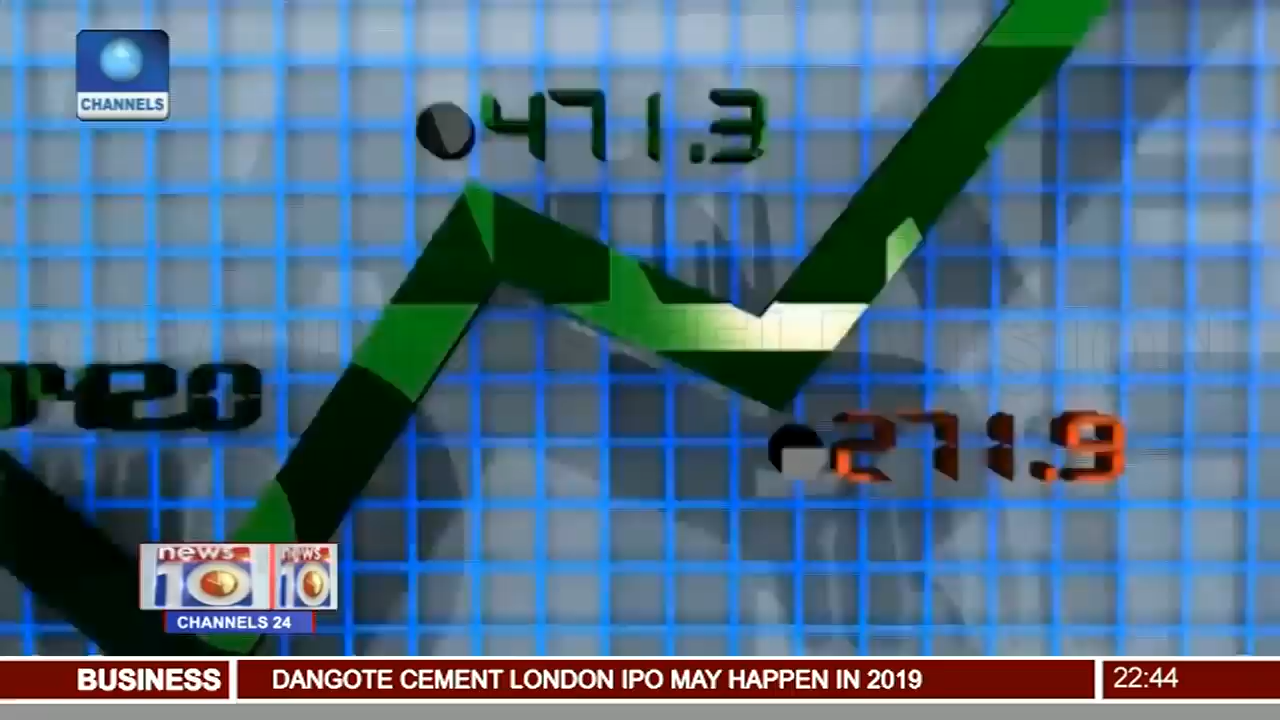 CHANNELS
471.3
271.9
news
10
news
10
CHANNELS 24
BUSINESS
DANGOTE CEMENT LONDON IPO MAY HAPPEN IN 2019
22:44